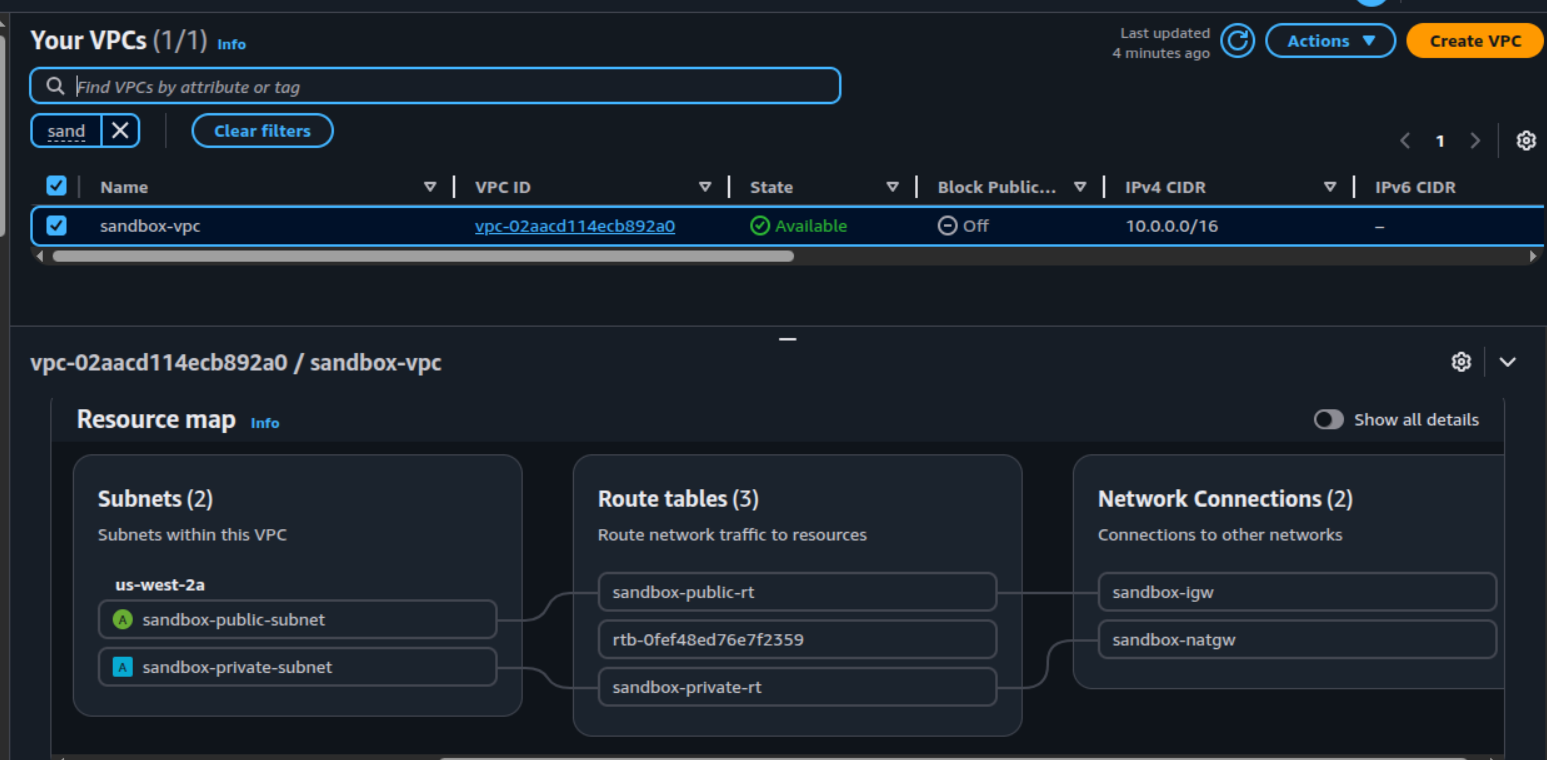 Your VPCs (1/1) Info
Last updated
4 minutes ago
Actions
Create VPC
Find VPCs by attribute or tag
sand
Clear filters
1
Name VPC ID State Block Public... IPv4 CIDR IPv6 CIDR
sandbox-vpc vpc-02aacd114ecb892a0 Available Off 10.0.0.0/16 –
vpc-02aacd114ecb892a0 / sandbox-vpc
Resource map Info
Show all details
Subnets (2)
Subnets within this VPC
us-west-2a
A sandbox-public-subnet
A sandbox-private-subnet
Route tables (3)
Route network traffic to resources
sandbox-public-rt
rtb-0fef48ed76e7f2359
sandbox-private-rt
Network Connections (2)
Connections to other networks
sandbox-igw
sandbox-natgw